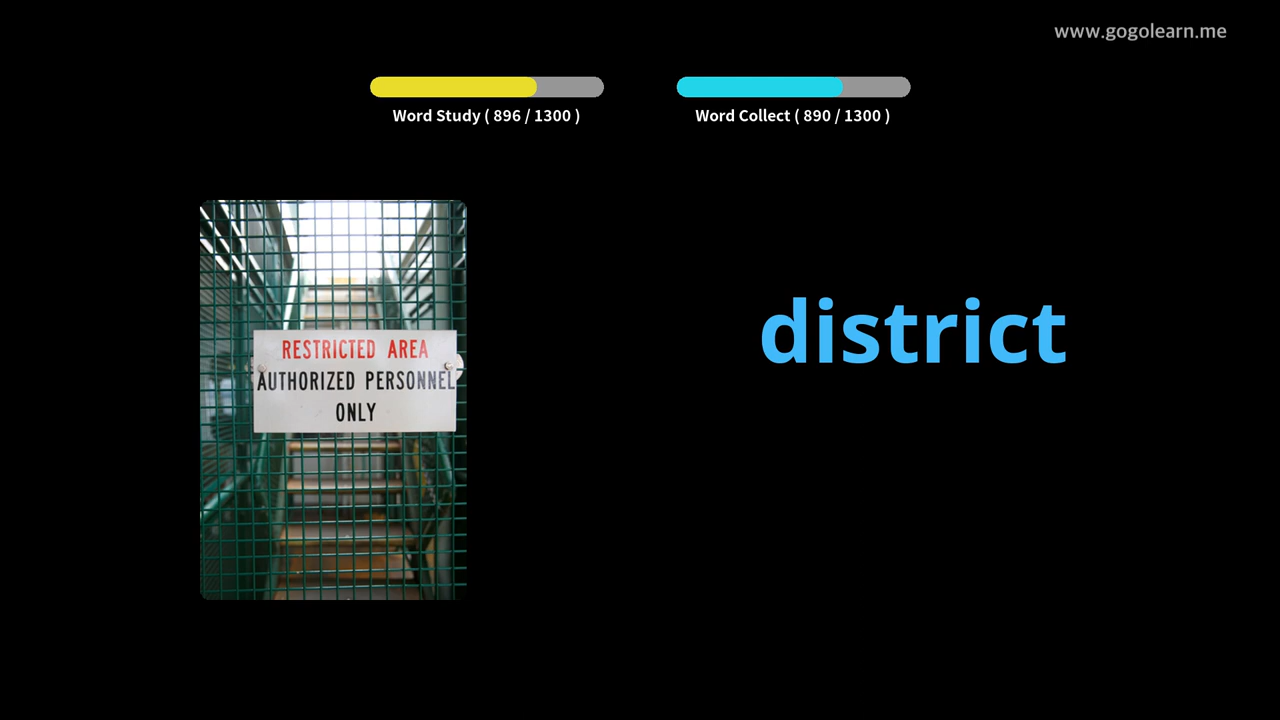 www.gogolearn.me
Word Study ( 896 / 1300 )
Word Collect ( 890 / 1300 )
RESTRICTED AREA
AUTHORIZED PERSONNEL
ONLY
district